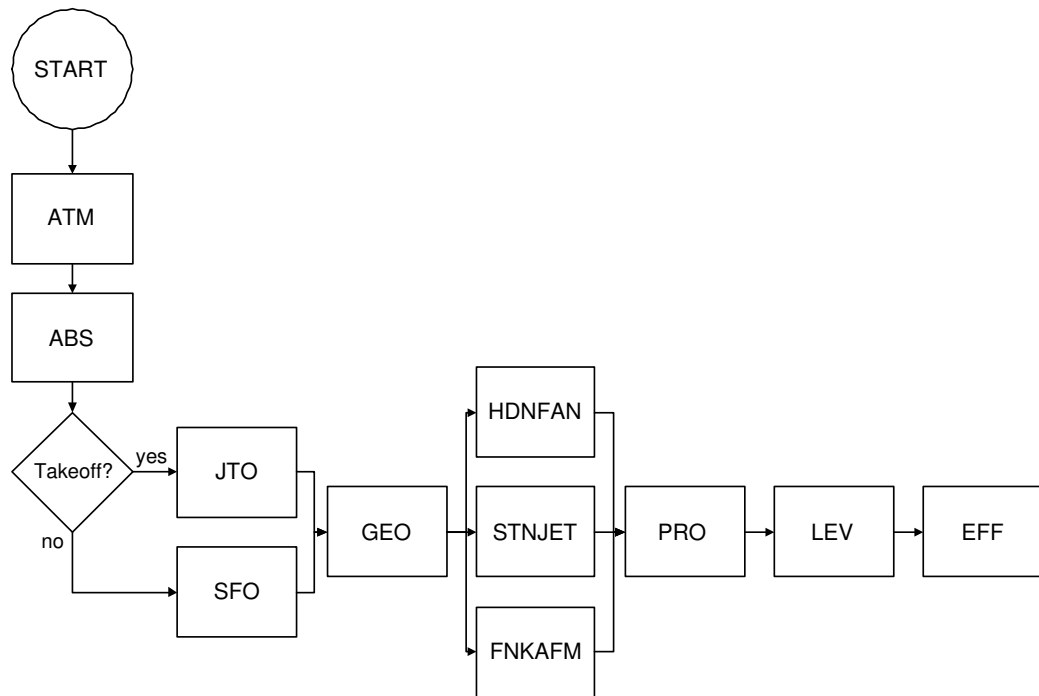 START
ATM
ABS
Takeoff?
yes
no
JTO
SFO
GEO
HDNFAN
STNJET
FNKAFM
PRO
LEV
EFF